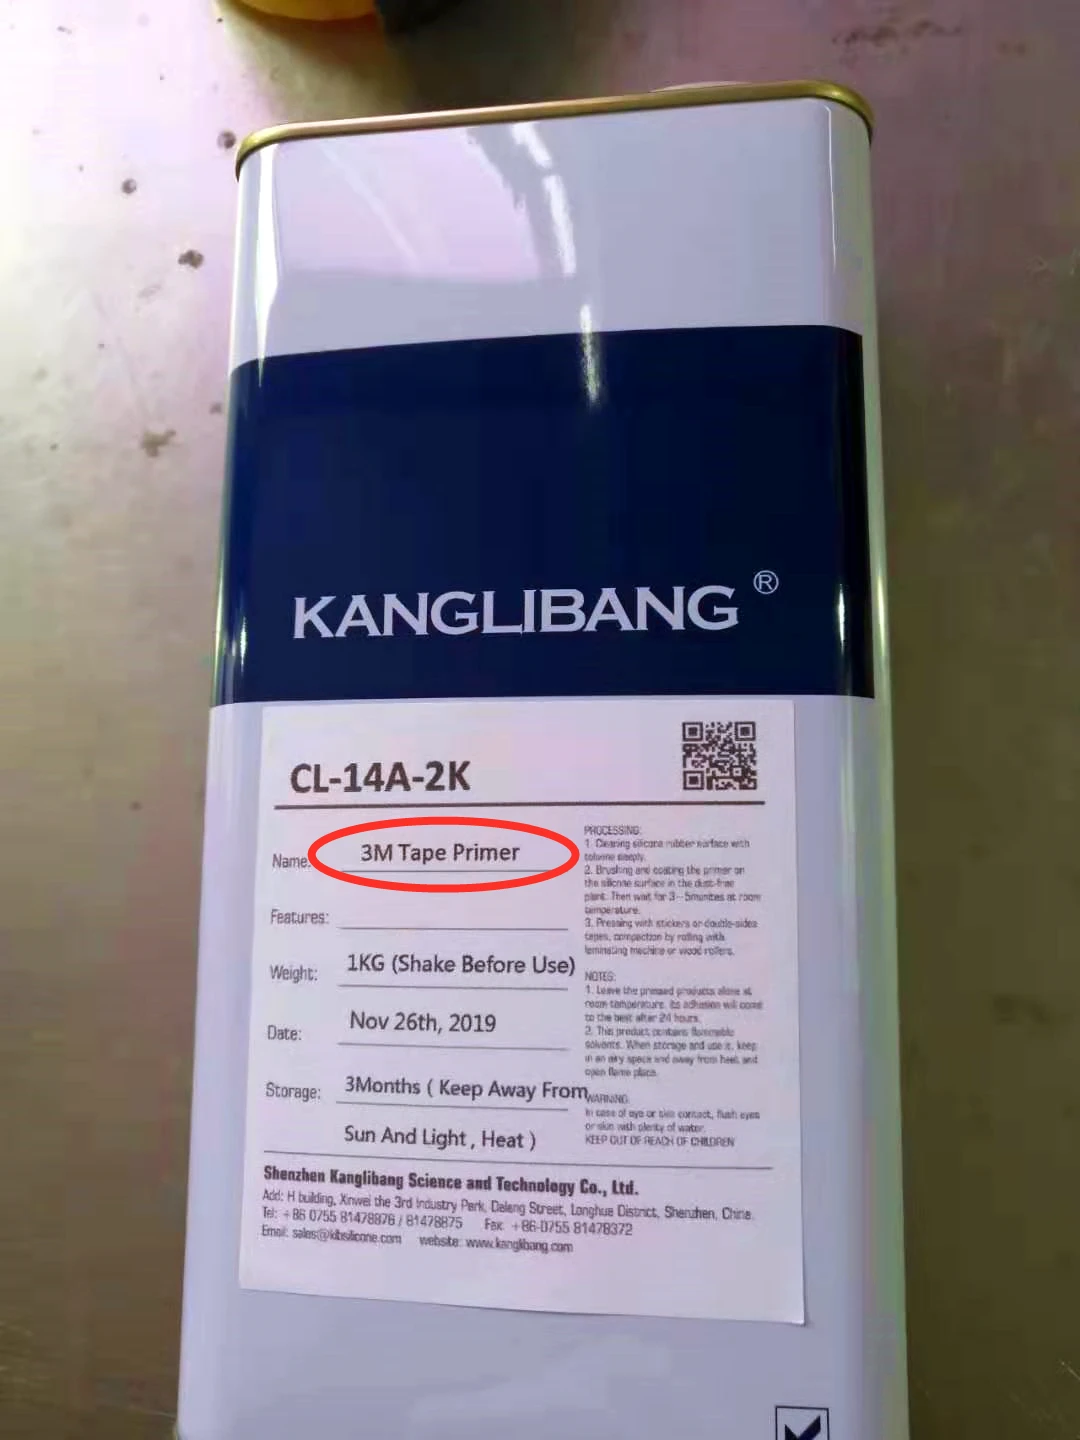 KANGLIBANG ®
CL-14A-2K
Name: 3M Tape Primer
Features:
Weight: 1KG (Shake Before Use)
Date: Nov 26th, 2019
Storage: 3Months ( Keep Away From
Sun And Light , Heat )
PROCESSING:
1. Clearing silicone rubber surface with
toluene deeply.
2. Brushing and coating the primer on
the silicone surface in the dust-free
plant. Then wait for 3--5munites at room
temperature.
3. Pressing with stickers or double-sides
tapes, compaction by rolling with
leminating machine or wood rollers.
NOTES:
1. Leave the pressed products alone at
room temperature, its adhesion will come
to the best after 24 hours.
2. This product contains flammable
solvents. When storage and use it, keep
in an airy space and away from heat and
open flame place.
WARNING:
In case of eye or skin contact, flush eyes
or skin with plenty of water.
KEEP OUT OF REACH OF CHILDREN
Shenzhen Kanglibang Science and Technology Co., Ltd.
Add: H building, Xinwei the 3rd Industry Park, Dalang Street, Longhua District, Shenzhen, China.
Tel: +86 0755 81478876 / 81478875 Fax: +86-0755 81478372
Email: sales@klbsilicone.com website: www.kanglibang.com